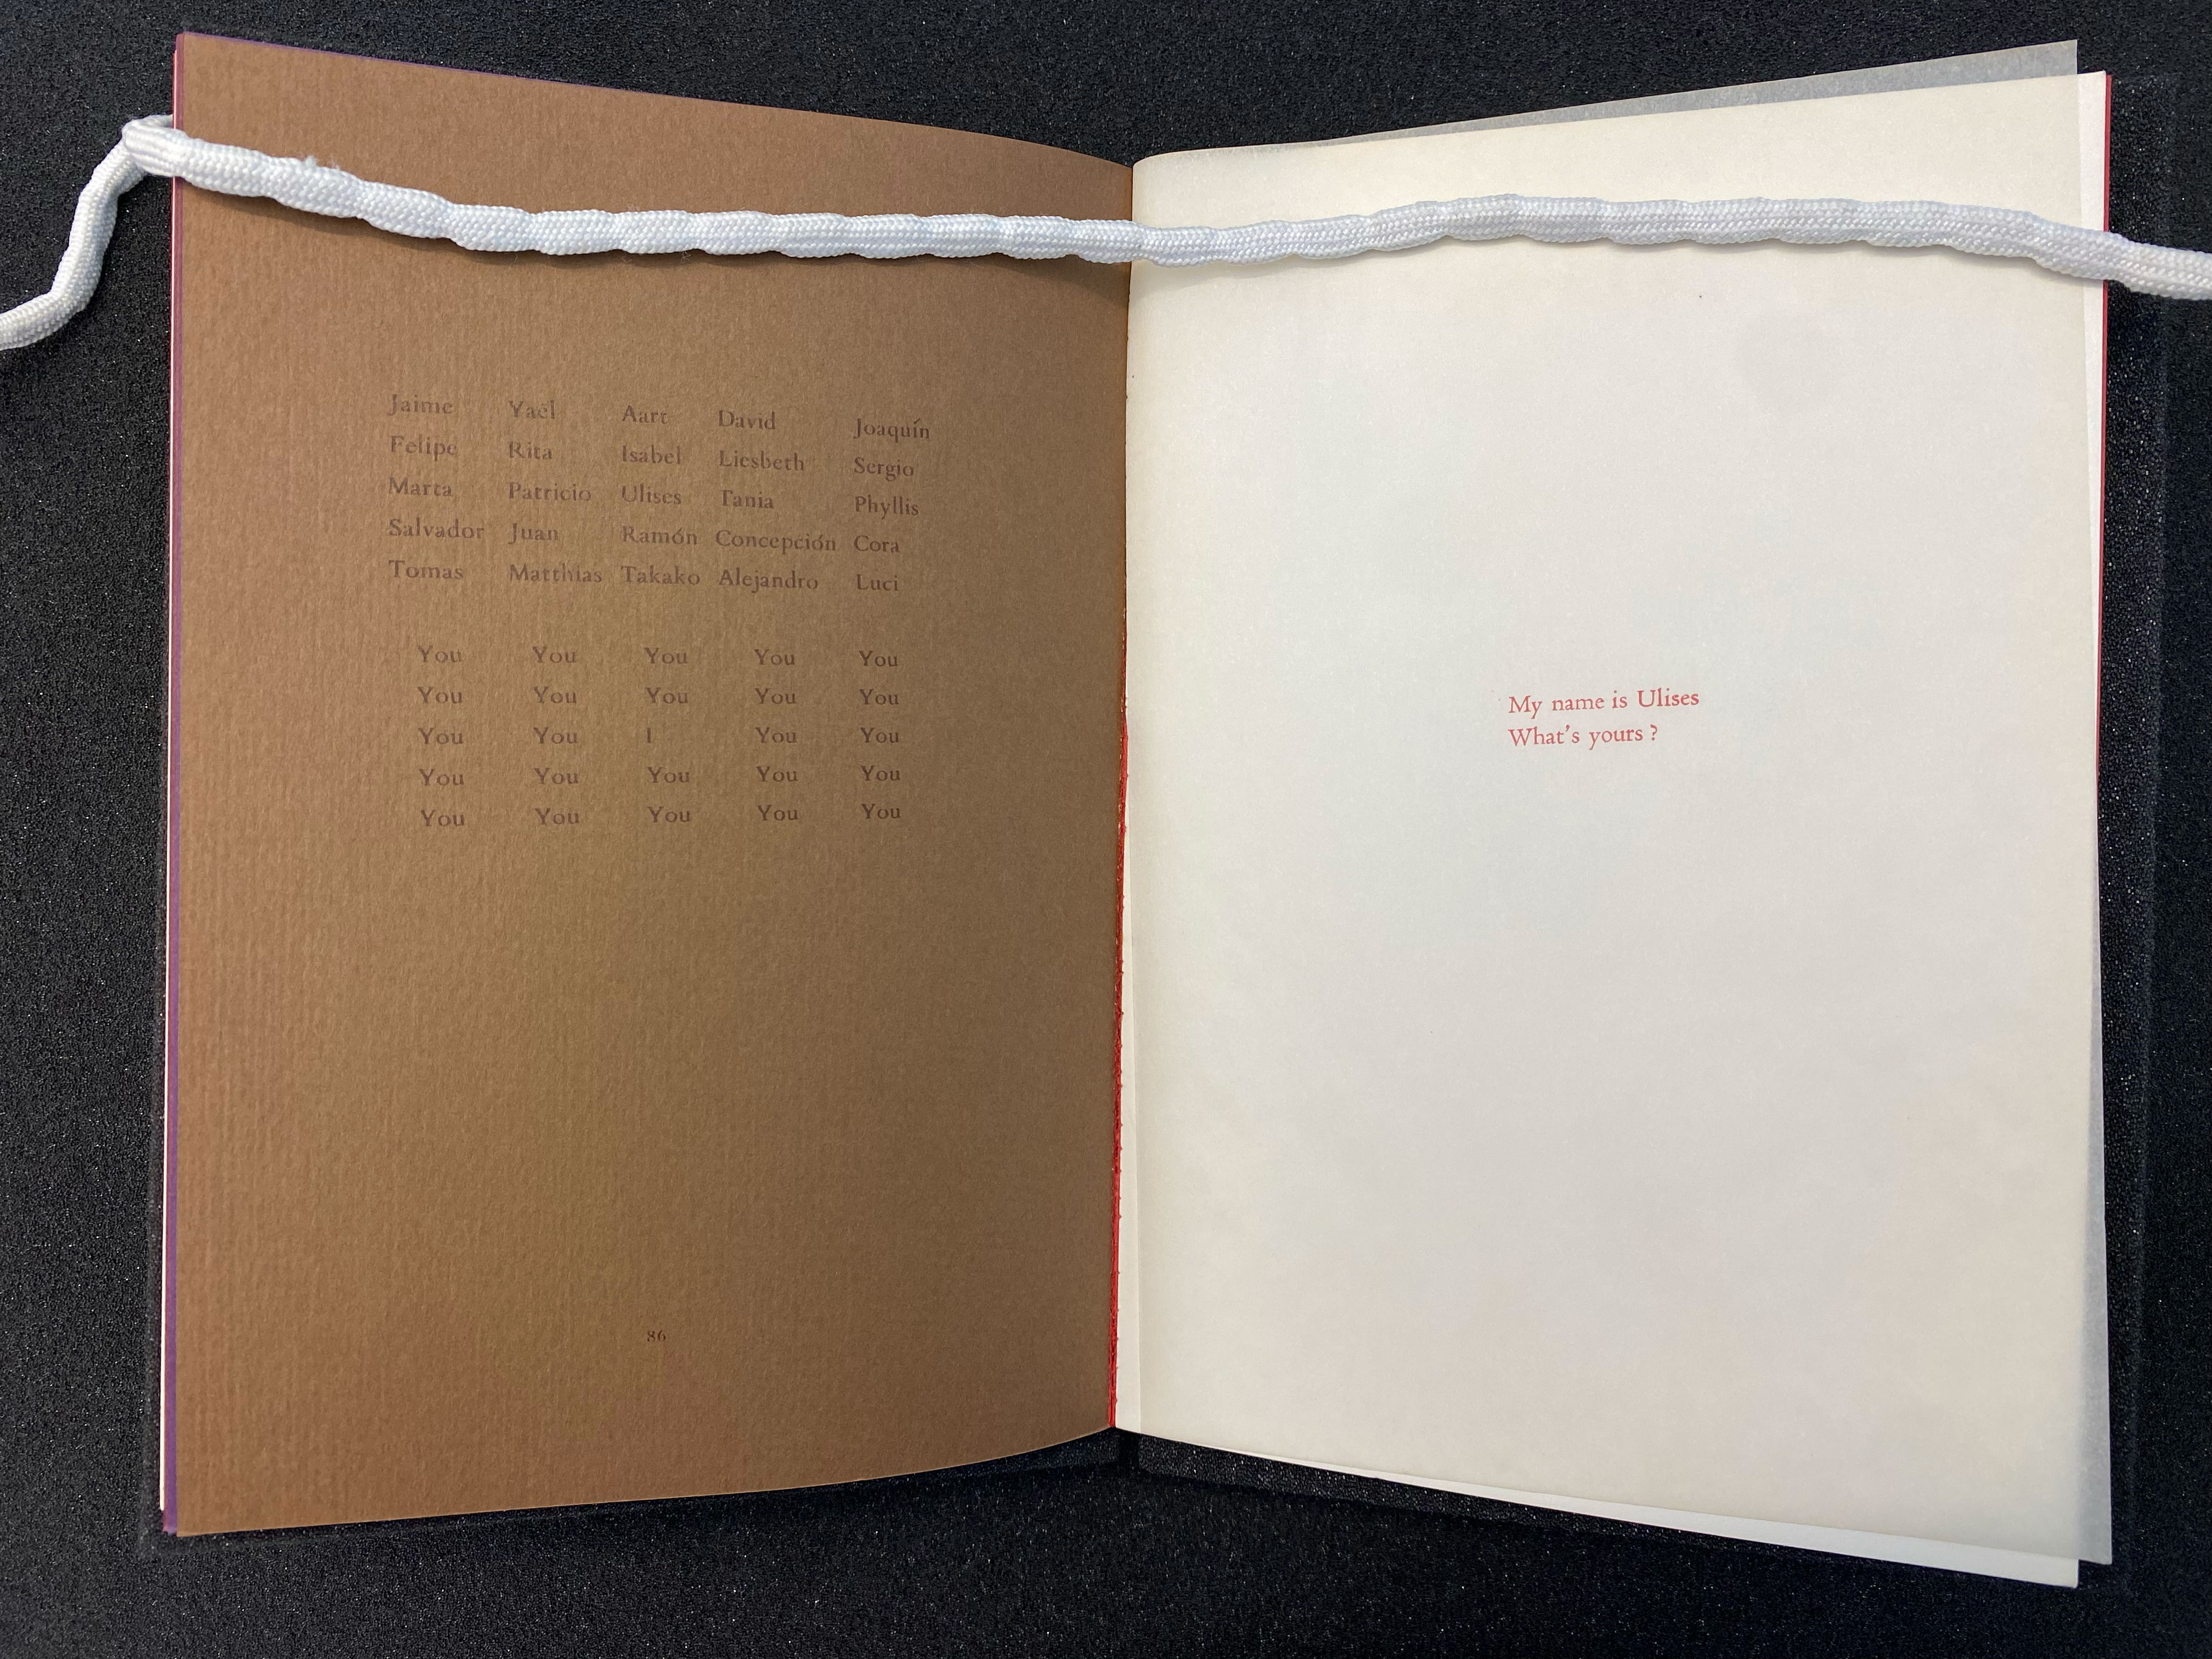 Jaime Yaël Aart David Joaquín
Felipe Rita Isabel Liesbeth Sergio
Marta Patricio Ulises Tania Phyllis
Salvador Juan Ramón Concepción Cora
Tomas Matthias Takako Alejandro Luci
You You You You You
You You You You You
You You I You You
You You You You You
You You You You You
86
My name is Ulises
What's yours ?